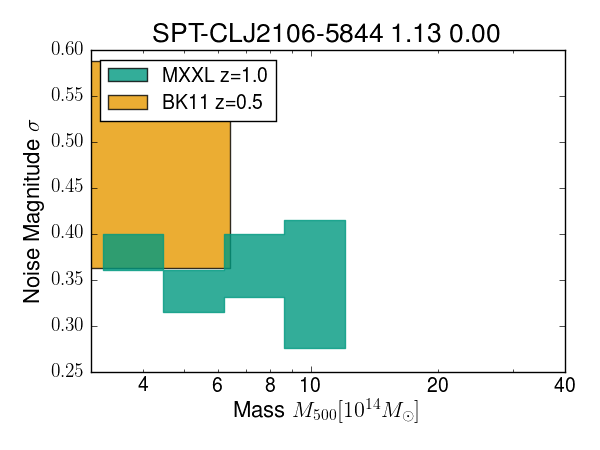 SPT-CLJ2106-5844 1.13 0.00
0.60
0.55
0.50
0.45
0.40
0.35
0.30
0.25
Noise Magnitude σ
MXXL z=1.0
BK11 z=0.5
4 6 8 10 20 40
Mass M₅₀₀[10¹⁴M☉]